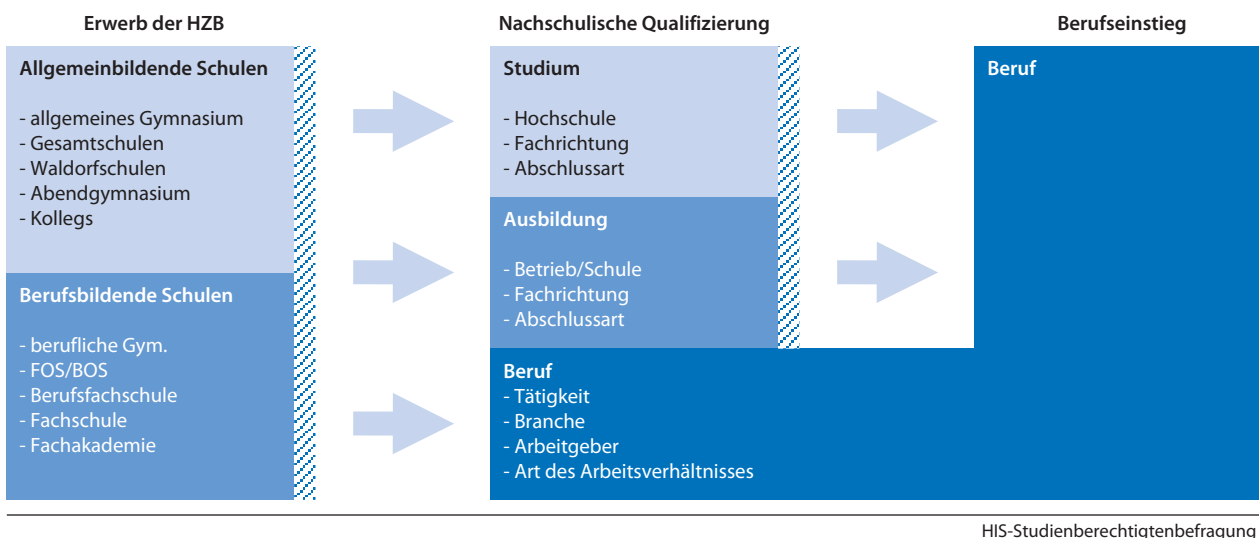 Erwerb der HZB
Allgemeinbildende Schulen
- allgemeines Gymnasium
- Gesamtschulen
- Waldorfschulen
- Abendgymnasium
- Kollegs
Berufsbildende Schulen
- berufliche Gym.
- FOS/BOS
- Berufsfachschule
- Fachschule
- Fachakademie
Nachschulische Qualifizierung
Studium
- Hochschule
- Fachrichtung
- Abschlussart
Ausbildung
- Betrieb/Schule
- Fachrichtung
- Abschlussart
Beruf
- Tätigkeit
- Branche
- Arbeitgeber
- Art des Arbeitsverhältnisses
Berufseinstieg
Beruf
HIS-Studienberechtigtenbefragung